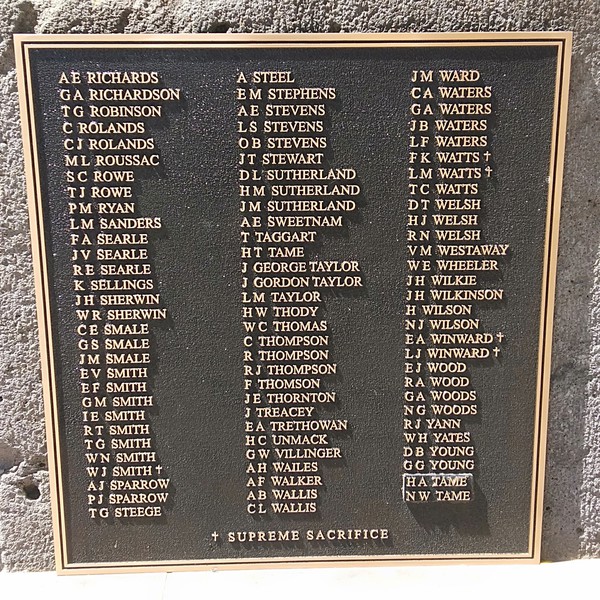 A E RICHARDS
G A RICHARDSON
T G ROBINSON
C ROLANDS
C J ROLANDS
M L ROUSSAC
S C ROWE
T J ROWE
P M RYAN
L M SANDERS
F A SEARLE
J V SEARLE
R E SEARLE
K SELLINGS
J H SHERWIN
W R SHERWIN
C E SMALE
G S SMALE
J M SMALE
E V SMITH
E F SMITH
G M SMITH
I E SMITH
R T SMITH
T G SMITH
W N SMITH
W J SMITH †
A J SPARROW
P J SPARROW
T G STEEGE
A STEEL
E M STEPHENS
A E STEVENS
L S STEVENS
O B STEVENS
J T STEWART
D L SUTHERLAND
H M SUTHERLAND
J M SUTHERLAND
A E SWEETNAM
T TAGGART
H T TAME
J GEORGE TAYLOR
J GORDON TAYLOR
L M TAYLOR
H W THODY
W C THOMAS
C THOMPSON
R THOMPSON
R J THOMPSON
F THOMSON
J E THORNTON
J TREACEY
E A TRETHOWAN
H C UNMACK
G W VILLINGER
A H WAILES
A F WALKER
A B WALLIS
C L WALLIS
J M WARD
C A WATERS
G A WATERS
J B WATERS
L F WATERS
F K WATTS †
L M WATTS †
T C WATTS
D T WELSH
H J WELSH
R N WELSH
V M WESTAWAY
W E WHEELER
J H WILKIE
J H WILKINSON
H WILSON
N J WILSON
E A WINWARD †
L J WINWARD †
E J WOOD
R A WOOD
G A WOODS
N G WOODS
R J YANN
W H YATES
D B YOUNG
G G YOUNG
H A TAME
N W TAME
† SUPREME SACRIFICE